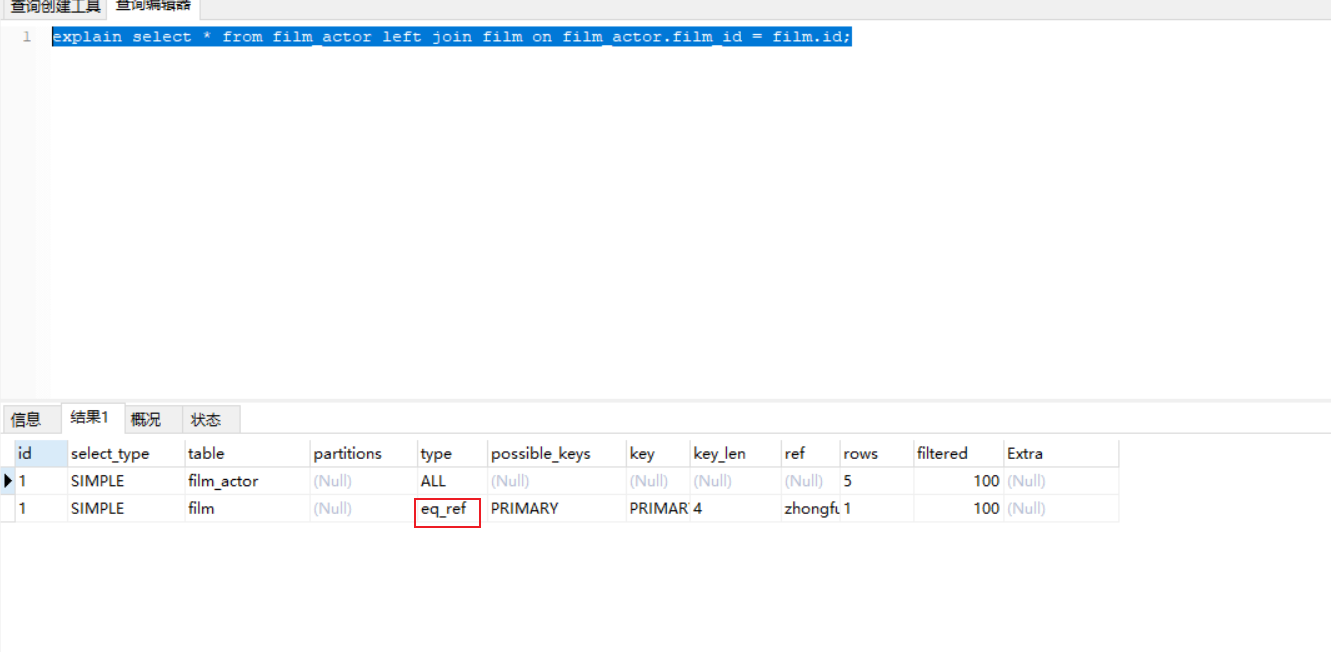 查询创建工具 查询编辑器
1 explain select * from film_actor left join film on film_actor.film_id = film.id;
信息 结果1 概况 状态
id select_type table partitions type possible_keys key key_len ref rows filtered Extra
1 SIMPLE film_actor (Null) ALL (Null) (Null) (Null) (Null) 5 100 (Null)
1 SIMPLE film (Null) eq_ref PRIMARY PRIMAR 4 zhongfu 1 100 (Null)